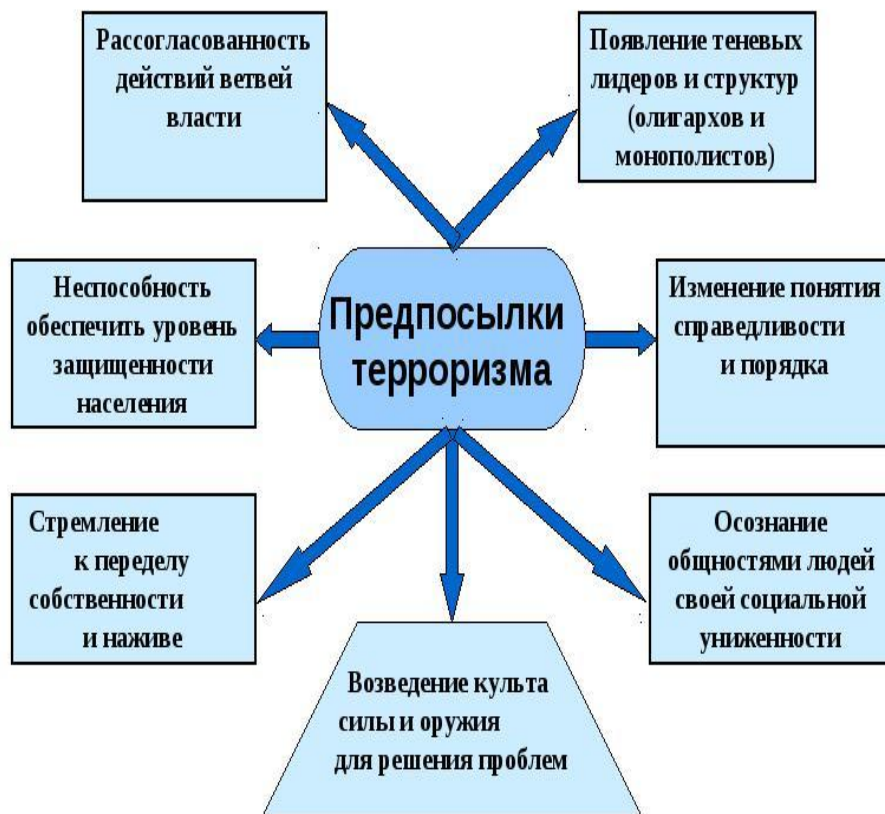 Рассогласованность
действий ветвей
власти
Появление теневых
лидеров и структур
(олигархов и
монополистов)
Неспособность
обеспечить уровень
защищенности
населения
Предпосылки
терроризма
Изменение понятия
справедливости
и порядка
Стремление
к переделу
собственности
и наживе
Возведение культа
силы и оружия
для решения проблем
Осознание
общностями людей
своей социальной
униженности